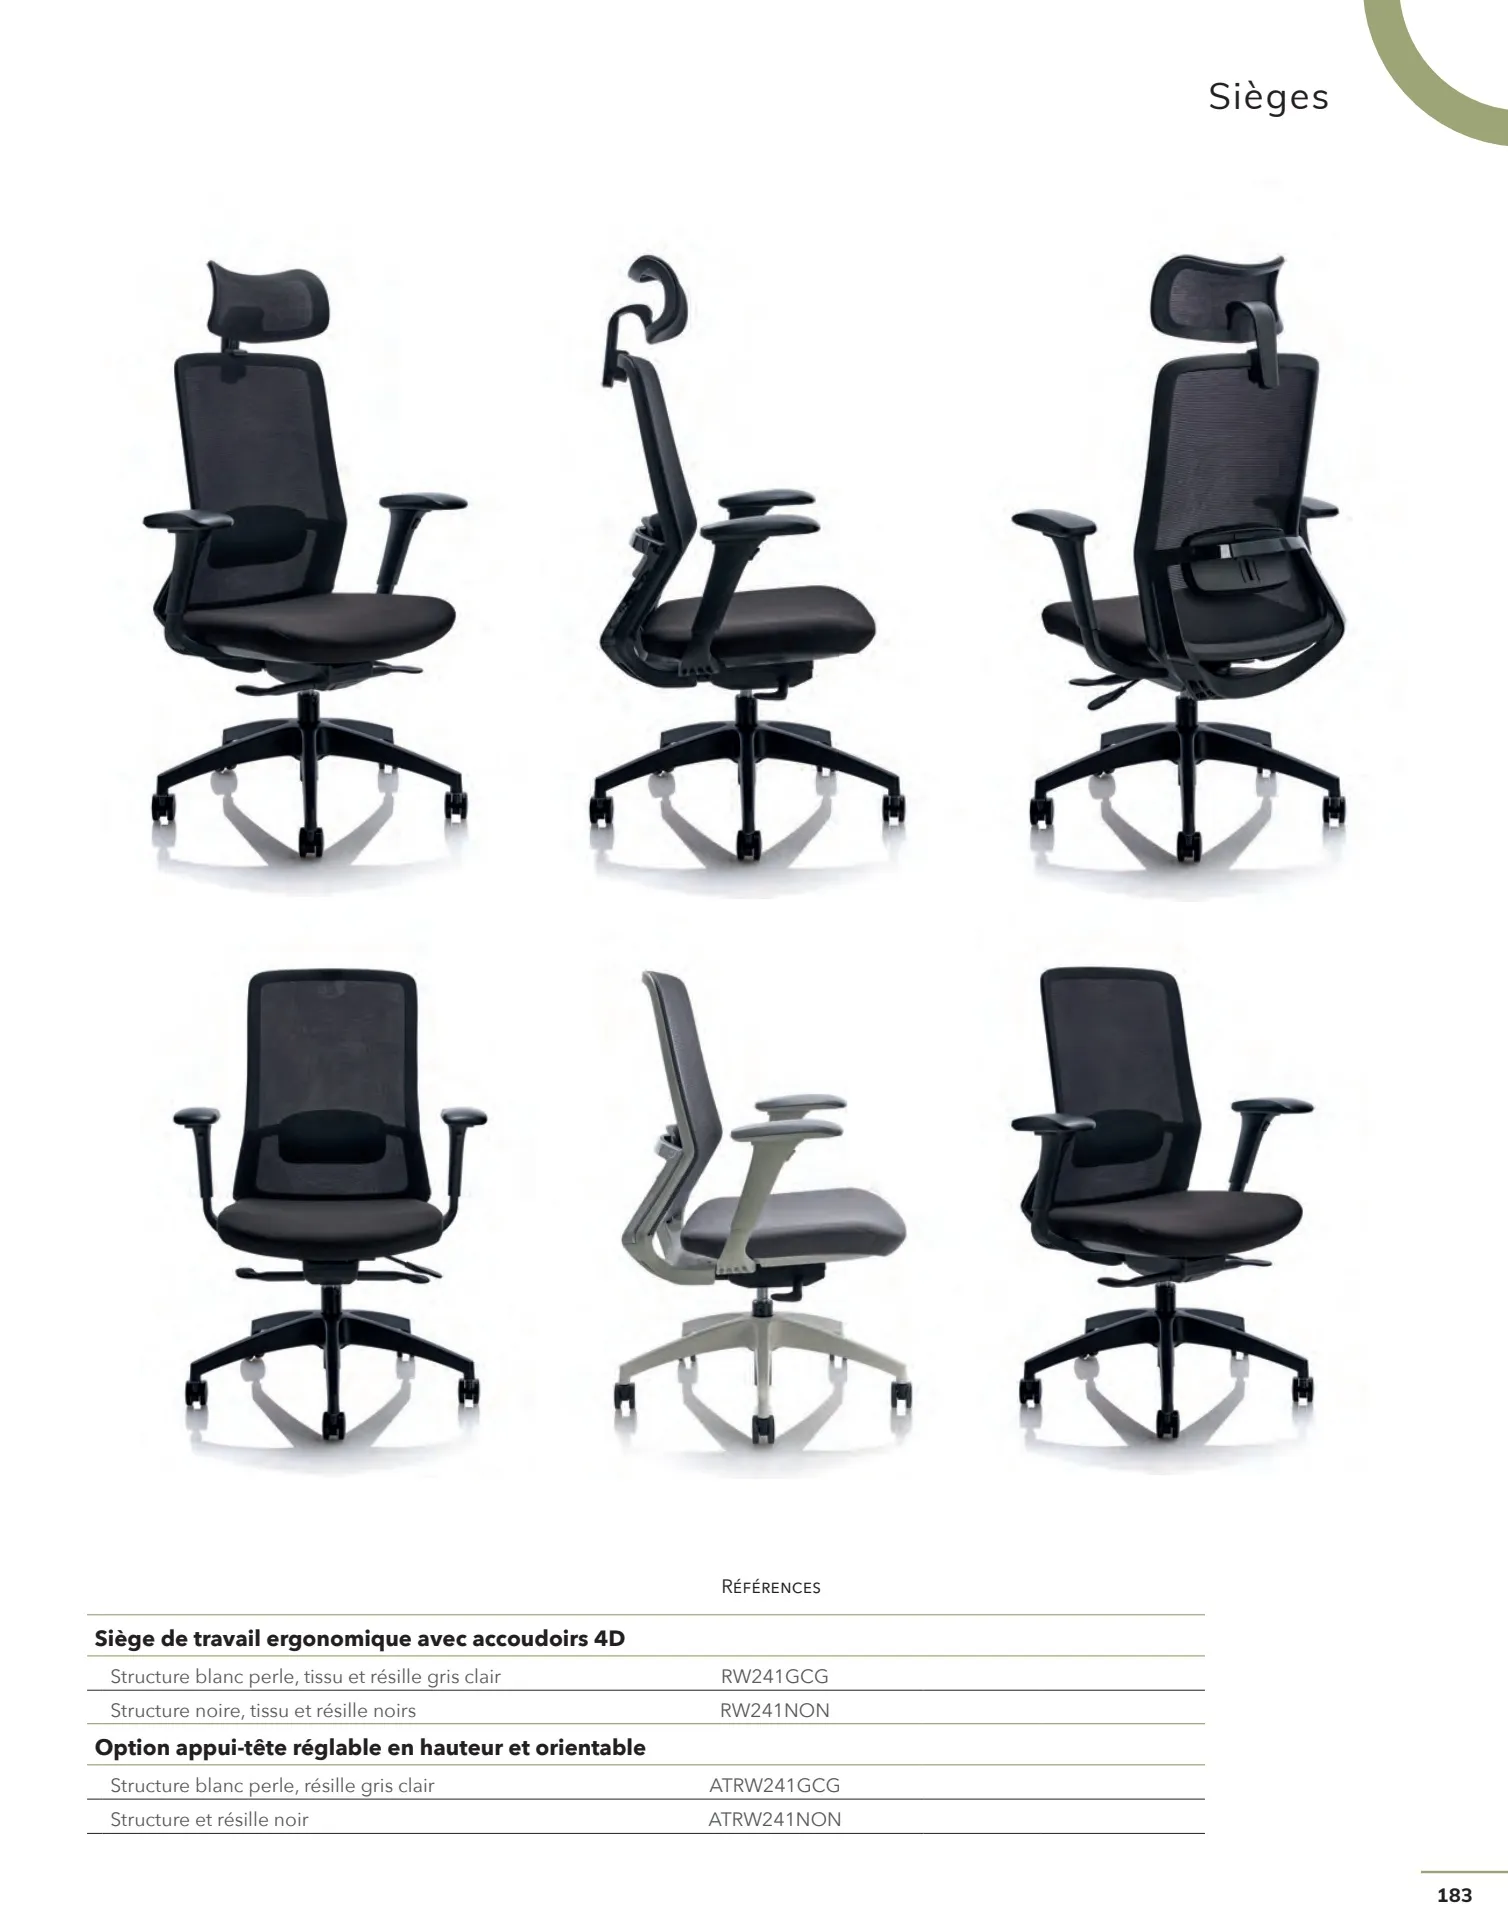 Sièges
Références
Siège de travail ergonomique avec accoudoirs 4D
Structure blanc perle, tissu et résille gris clair RW241GCG
Structure noire, tissu et résille noirs RW241NON
Option appui-tête réglable en hauteur et orientable
Structure blanc perle, résille gris clair ATRW241GCG
Structure et résille noir ATRW241NON
183